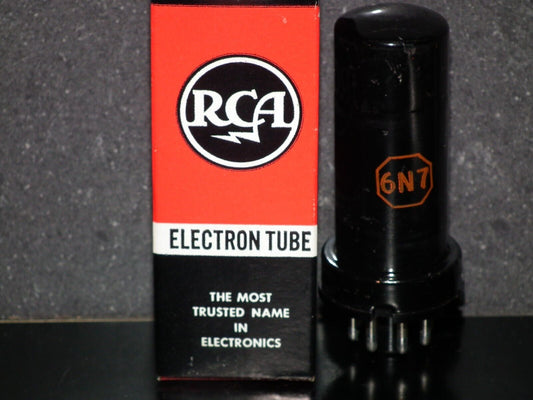 RCA
6N7
ELECTRON TUBE
THE MOST
TRUSTED NAME
IN
ELECTRONICS